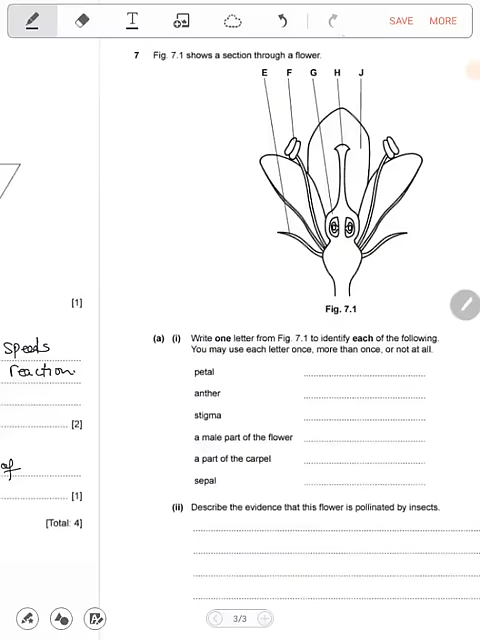 SAVE MORE
7 Fig. 7.1 shows a section through a flower.
E F G H J
Fig. 7.1
[1]
speeds
reaction
[2]
of
[1]
[Total: 4]
(a) (i) Write one letter from Fig. 7.1 to identify each of the following.
You may use each letter once, more than once, or not at all.
petal
anther
stigma
a male part of the flower
a part of the carpel
sepal
(ii) Describe the evidence that this flower is pollinated by insects.
3/3